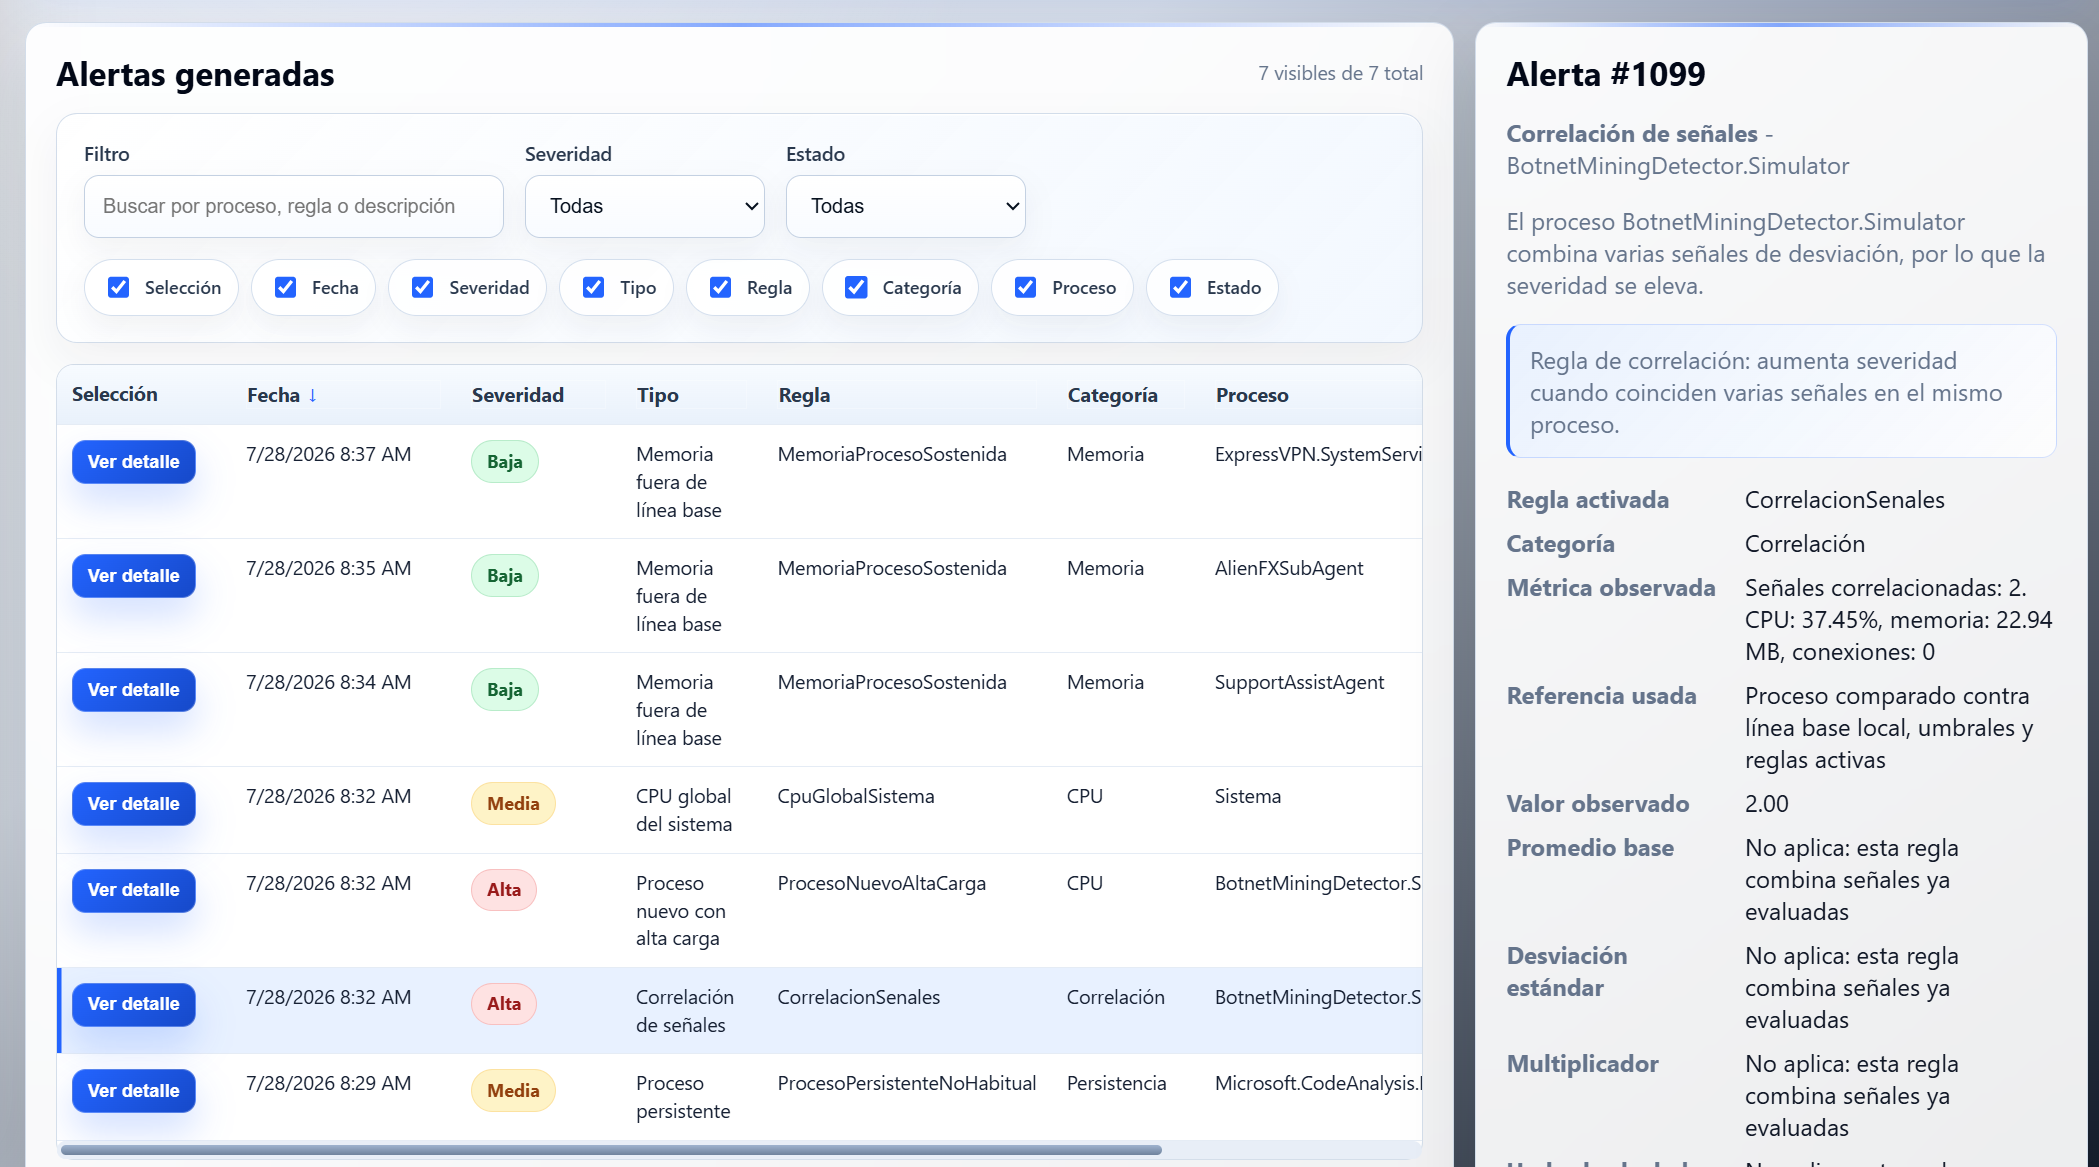 Alertas generadas
7 visibles de 7 total
Filtro
Severidad
Estado
Buscar por proceso, regla o descripción
Todas
Todas
Selección
Fecha
Severidad
Tipo
Regla
Categoría
Proceso
Estado
Selección Fecha ↓ Severidad Tipo Regla Categoría Proceso
Ver detalle 7/28/2026 8:37 AM Baja Memoria MemoriaProcesoSostenida Memoria ExpressVPN.SystemServi
fuera de
línea base
Ver detalle 7/28/2026 8:35 AM Baja Memoria MemoriaProcesoSostenida Memoria AlienFXSubAgent
fuera de
línea base
Ver detalle 7/28/2026 8:34 AM Baja Memoria MemoriaProcesoSostenida Memoria SupportAssistAgent
fuera de
línea base
Ver detalle 7/28/2026 8:32 AM Media CPU global CpuGlobalSistema CPU Sistema
del sistema
Ver detalle 7/28/2026 8:32 AM Alta Proceso ProcesoNuevoAltaCarga CPU BotnetMiningDetector.S
nuevo con
alta carga
Ver detalle 7/28/2026 8:32 AM Alta Correlación CorrelacionSenales Correlación BotnetMiningDetector.S
de señales
Ver detalle 7/28/2026 8:29 AM Media Proceso ProcesoPersistenteNoHabitual Persistencia Microsoft.CodeAnalysis.
persistente
Alerta #1099
Correlación de señales -
BotnetMiningDetector.Simulator
El proceso BotnetMiningDetector.Simulator
combina varias señales de desviación, por lo que la
severidad se eleva.
Regla de correlación: aumenta severidad
cuando coinciden varias señales en el mismo
proceso.
Regla activada CorrelacionSenales
Categoría Correlación
Métrica observada Señales correlacionadas: 2.
CPU: 37.45%, memoria: 22.94
MB, conexiones: 0
Referencia usada Proceso comparado contra
línea base local, umbrales y
reglas activas
Valor observado 2.00
Promedio base No aplica: esta regla
combina señales ya
evaluadas
Desviación No aplica: esta regla
estándar combina señales ya
evaluadas
Multiplicador No aplica: esta regla
combina señales ya
evaluadas